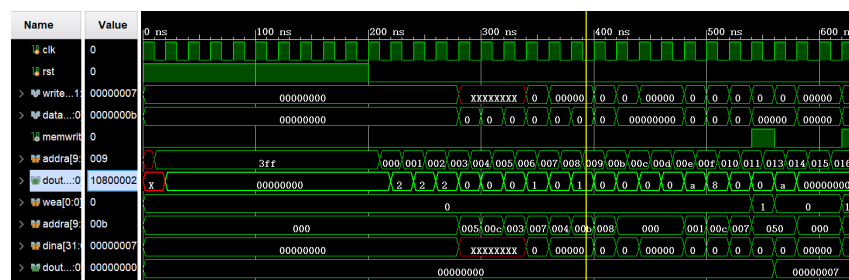 Name Value 0 ns 100 ns 200 ns 300 ns 400 ns 500 ns 600 n
clk 0
rst 0
write...1: 00000007 00000000 XXXXXXXX 0 00000 0 0 00000 0 0 0 0 00000
data...:0] 0000000b 00000000 0 0 0 0 0 0 0 00000000 0 0 0 00000 00000
memwrit 0
addra[9: 009 3ff 000 001 002 003 004 005 006 007 008 009 00b 00c 00d 00e 00f 010 011 013 014 015 016
dout...:0 10800002 X 00000000 2 2 2 0 0 0 1 0 1 0 0 0 0 a 8 0 0 a 00000000
wea[0:0] 0 0 1 0 1
addra[9: 00b 000 005 00c 003 007 004 00b 008 000 001 00c 007 050 000
dina[31: 00000007 00000000 XXXXXXXX 0 00000 0 0 00000 0 0 0 0 00000
dout...:0 00000000 00000000 00000007